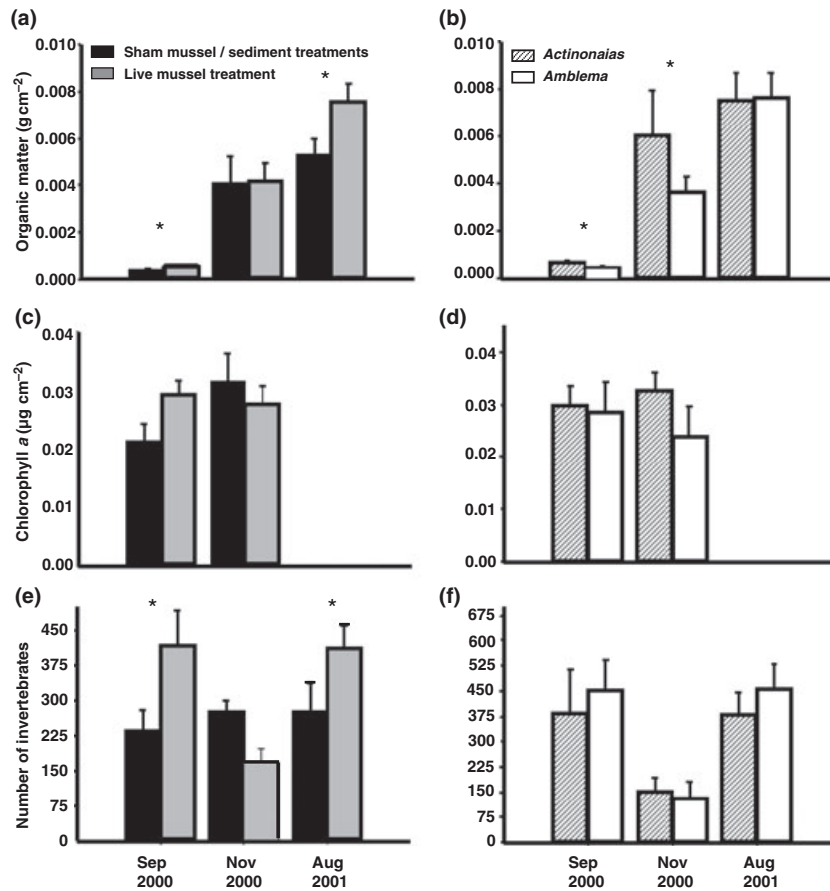 (a)
Organic matter (g cm⁻²)
0.010
0.008
0.006
0.004
0.002
0.000
Sham mussel / sediment treatments
Live mussel treatment
*
*
(b)
0.010
0.008
0.006
0.004
0.002
0.000
Actinonaias
Amblema
*
*
(c)
Chlorophyll a (µg cm⁻²)
0.04
0.03
0.02
0.01
0.00
(d)
0.04
0.03
0.02
0.01
0.00
(e)
Number of invertebrates
450
375
300
225
150
75
0
*
*
Sep
2000
Nov
2000
Aug
2001
(f)
675
600
525
450
375
300
225
150
75
0
Sep
2000
Nov
2000
Aug
2001